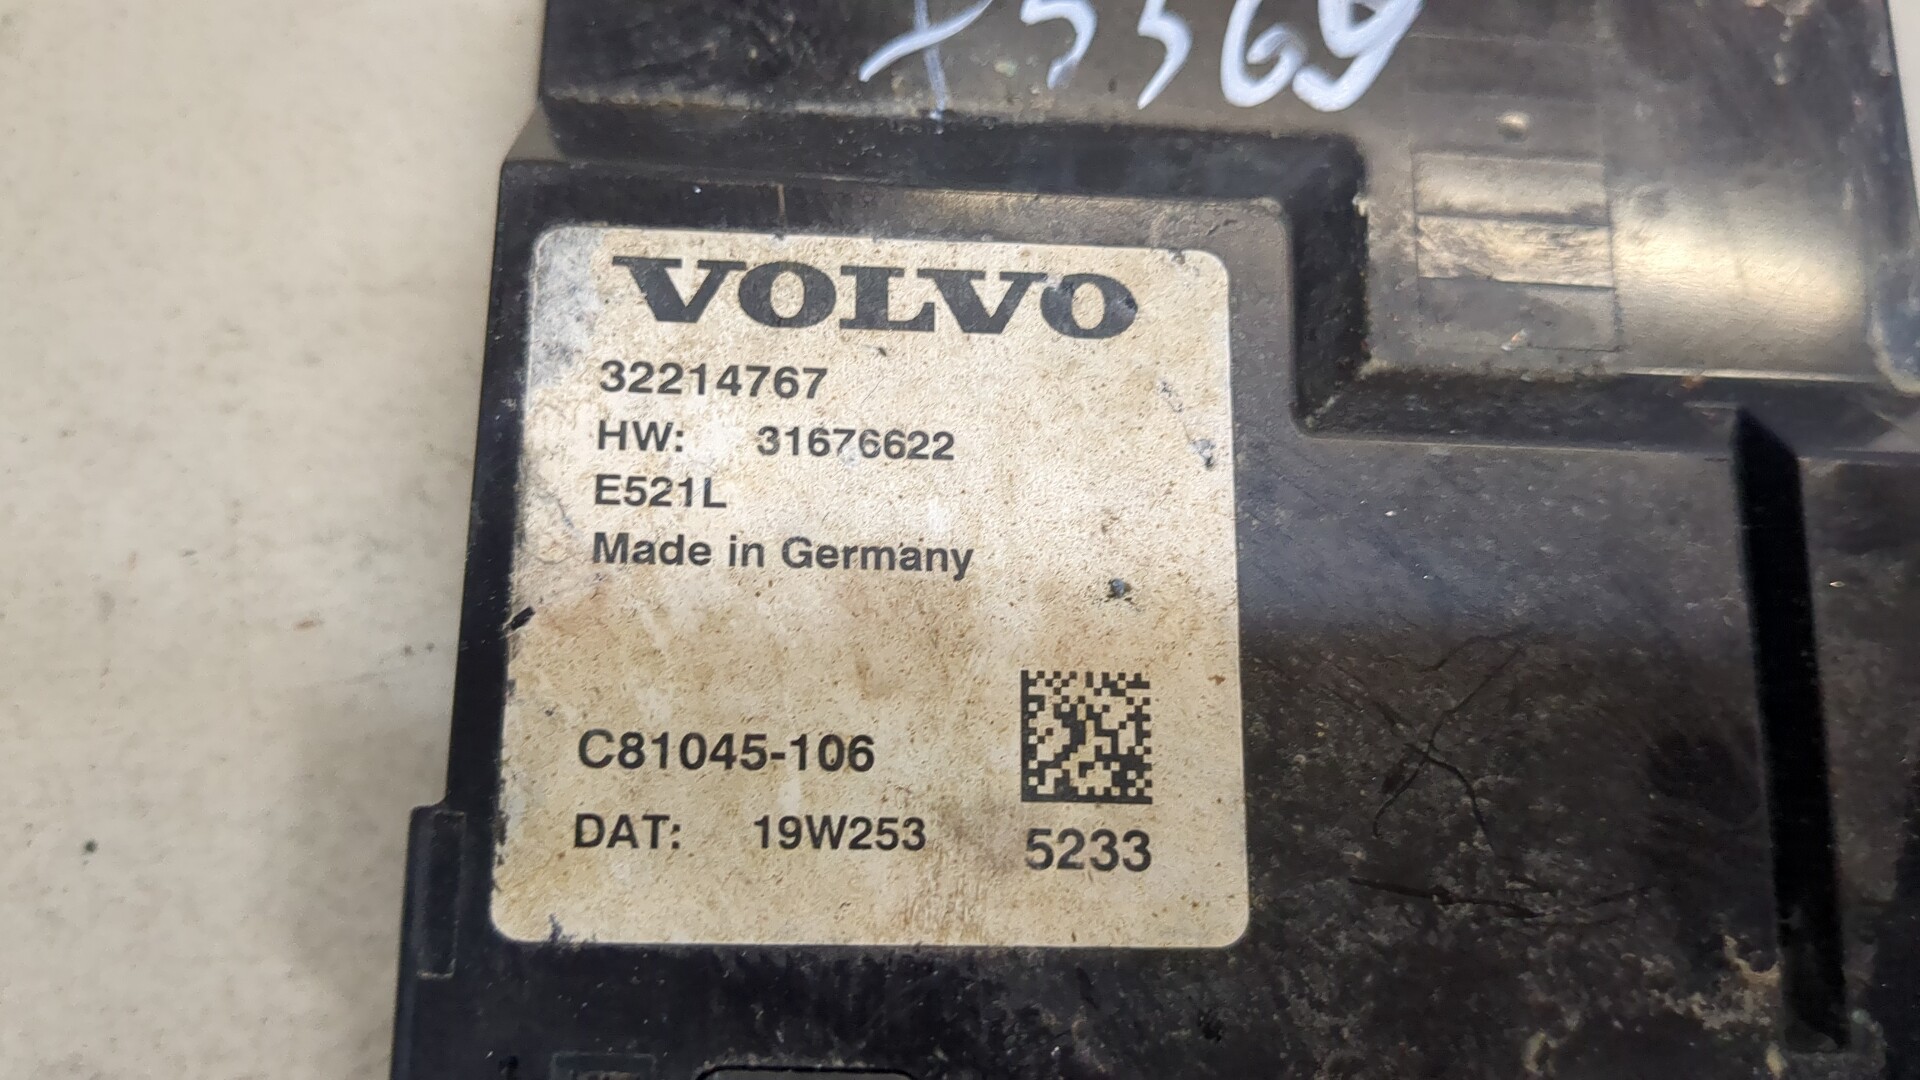 VOLVO
32214767
HW: 31676622
E521L
Made in Germany
C81045-106
DAT: 19W253 5233